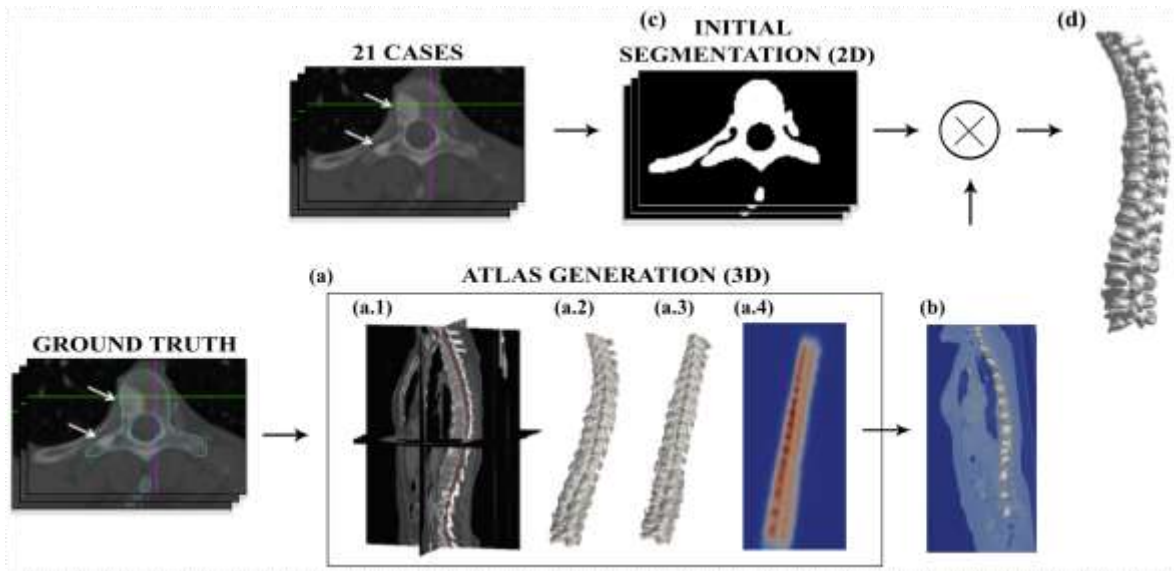 (c)
INITIAL
(d)
21 CASES
SEGMENTATION (2D)
(a)
ATLAS GENERATION (3D)
(a.1)
(a.2)
(a.3)
(a.4)
(b)
GROUND TRUTH